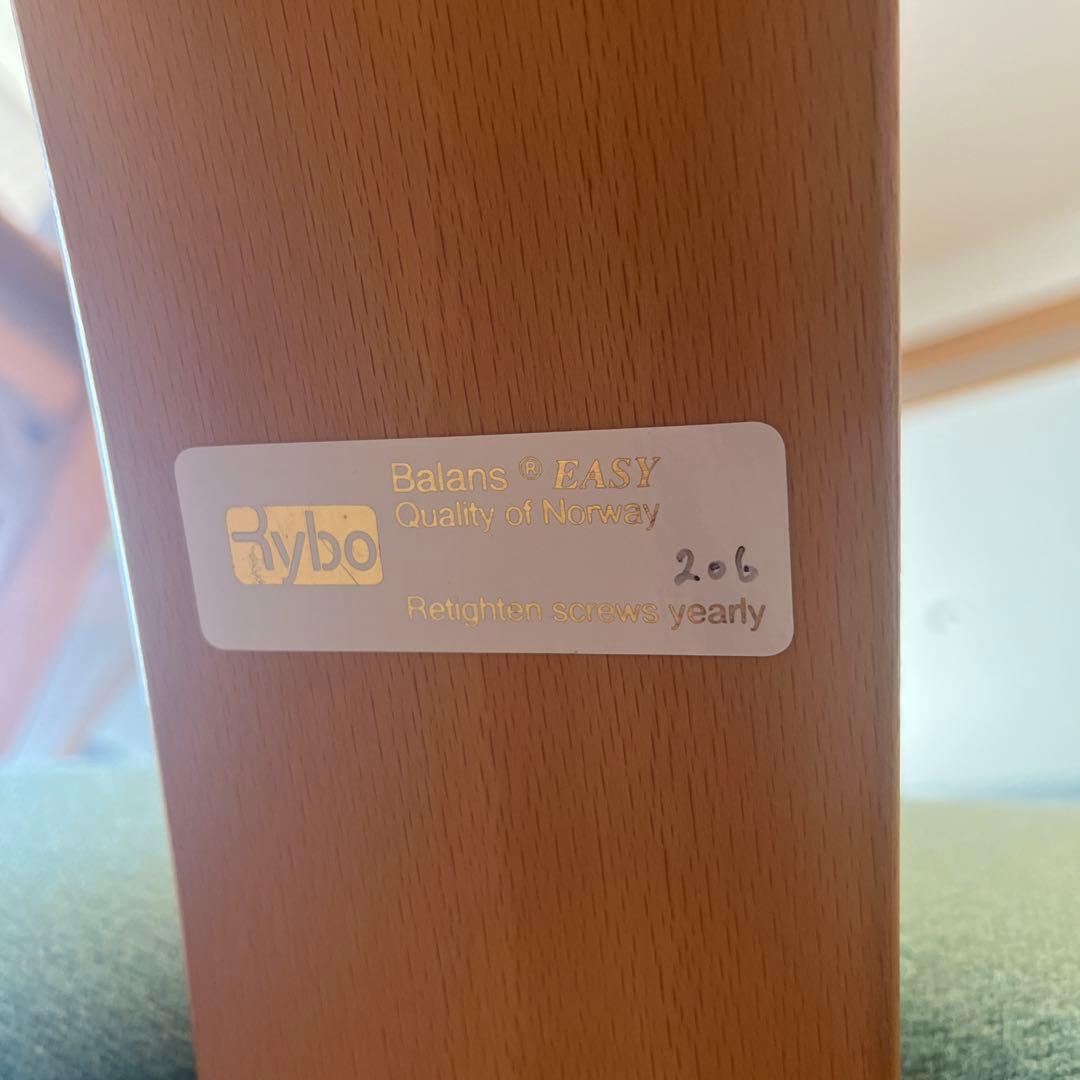 Balans ® EASY
Quality of Norway
Rybo
206
Retighten screws yearly